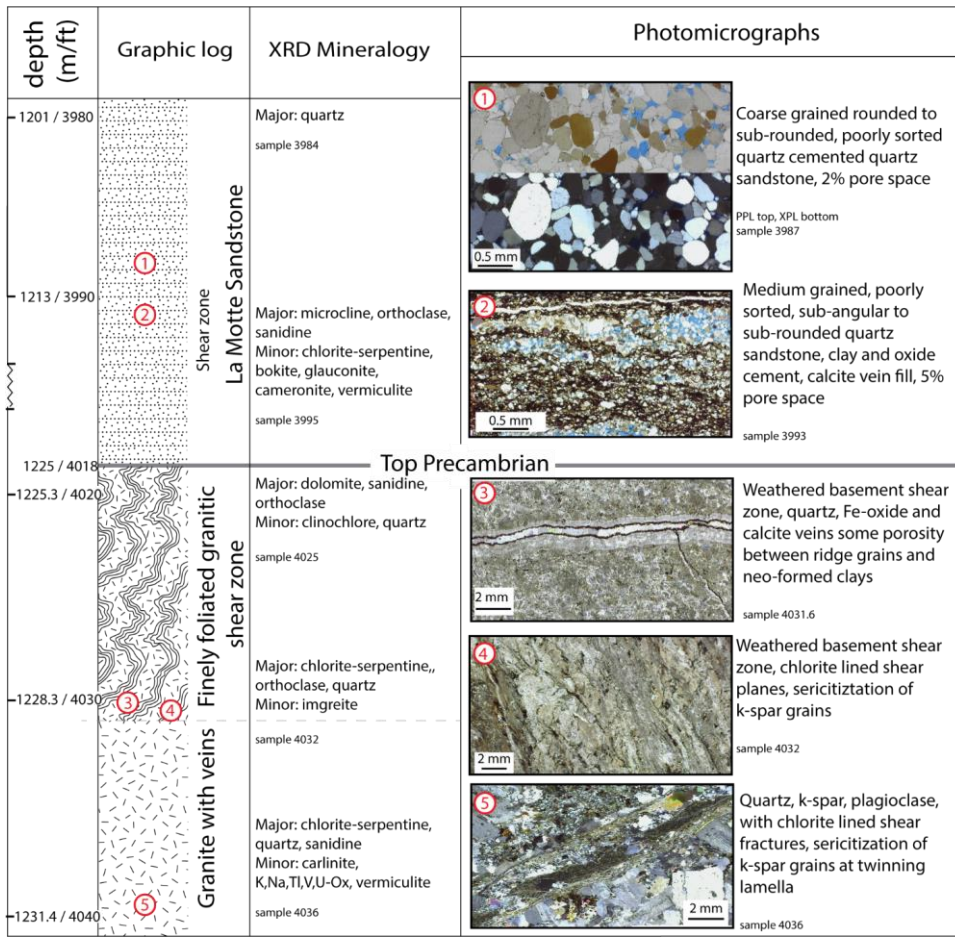 depth
(m/ft)
Graphic log
XRD Mineralogy
Photomicrographs
1201 / 3980
1213 / 3990
1225 / 4018
1225.3 / 4020
1228.3 / 4030
1231.4 / 4040
1
2
3
4
5
Shear zone
La Motte Sandstone
Finely foliated granitic
shear zone
Granite with veins
Major: quartz
sample 3984
Major: microcline, orthoclase,
sanidine
Minor: chlorite-serpentine,
bokite, glauconite,
cameronite, vermiculite
sample 3995
Top Precambrian
Major: dolomite, sanidine,
orthoclase
Minor: clinochlore, quartz
sample 4025
Major: chlorite-serpentine,,
orthoclase, quartz
Minor: imgreite
sample 4032
Major: chlorite-serpentine,
quartz, sanidine
Minor: carlinite,
K,Na,Tl,V,U-Ox, vermiculite
sample 4036
1
0.5 mm
Coarse grained rounded to
sub-rounded, poorly sorted
quartz cemented quartz
sandstone, 2% pore space
PPL top, XPL bottom
sample 3987
2
0.5 mm
Medium grained, poorly
sorted, sub-angular to
sub-rounded quartz
sandstone, clay and oxide
cement, calcite vein fill, 5%
pore space
sample 3993
3
2 mm
Weathered basement shear
zone, quartz, Fe-oxide and
calcite veins some porosity
between ridge grains and
neo-formed clays
sample 4031.6
4
2 mm
Weathered basement shear
zone, chlorite lined shear
planes, sericitiztation of
k-spar grains
sample 4032
5
2 mm
Quartz, k-spar, plagioclase,
with chlorite lined shear
fractures, sericitization of
k-spar grains at twinning
lamella
sample 4036